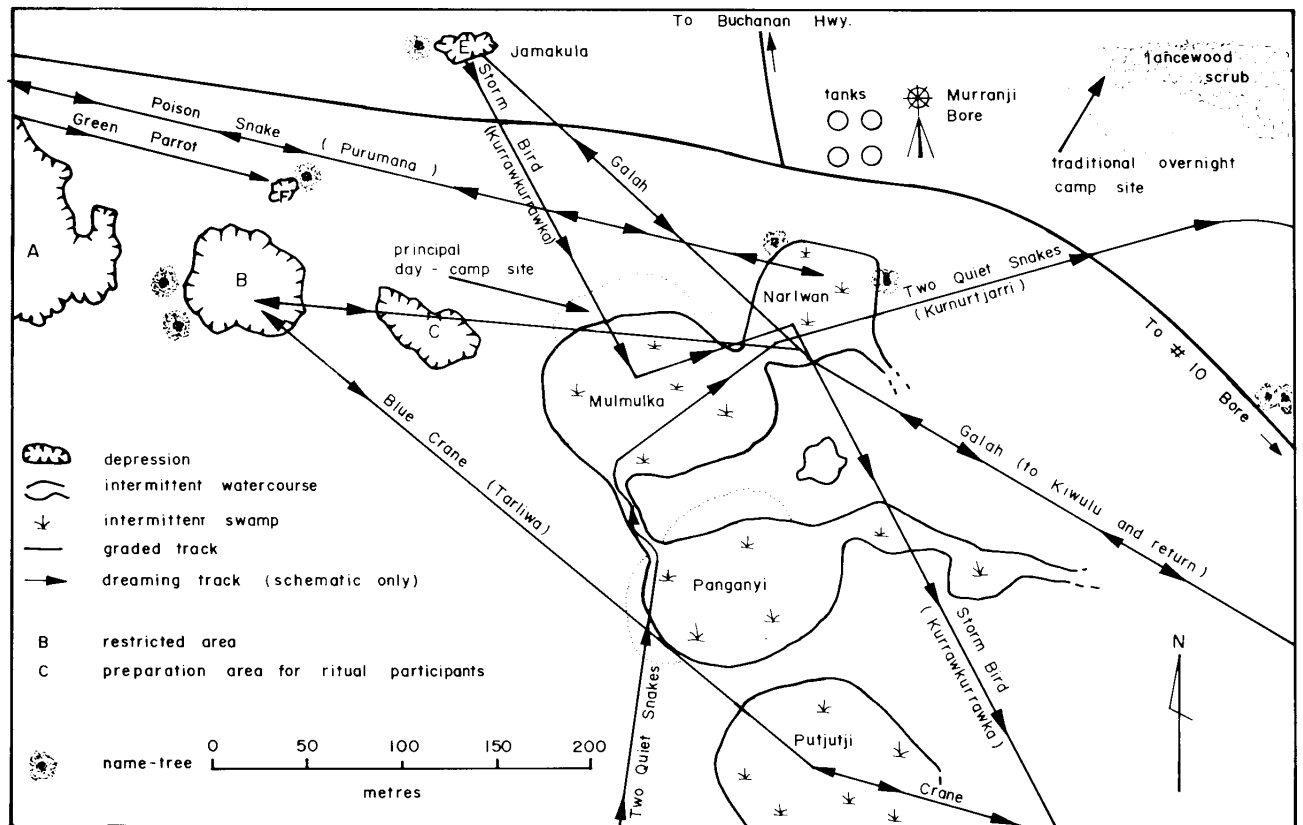 To Buchanan Hwy.
E
Jamakula
lancewood
scrub
tanks
Murranji
Bore
traditional overnight
camp site
Storm Bird
(Kurrawkurrawka)
Poison Snake (Purumana)
Green Parrot
Galah
F
A
B
C
principal
day - camp site
Narlwan
Two Quiet Snakes
(Kurnurtjarri)
To # 10 Bore
Mulmulka
Blue Crane
(Tarliwa)
Galah (to Kiwulu and return)
Panganyi
Storm Bird
(Kurrawkurrawka)
Two Quiet Snakes
Putjutji
Crane
N
depression
intermittent watercourse
intermittent swamp
graded track
dreaming track (schematic only)
B restricted area
C preparation area for ritual participants
name-tree
0 50 100 150 200
metres